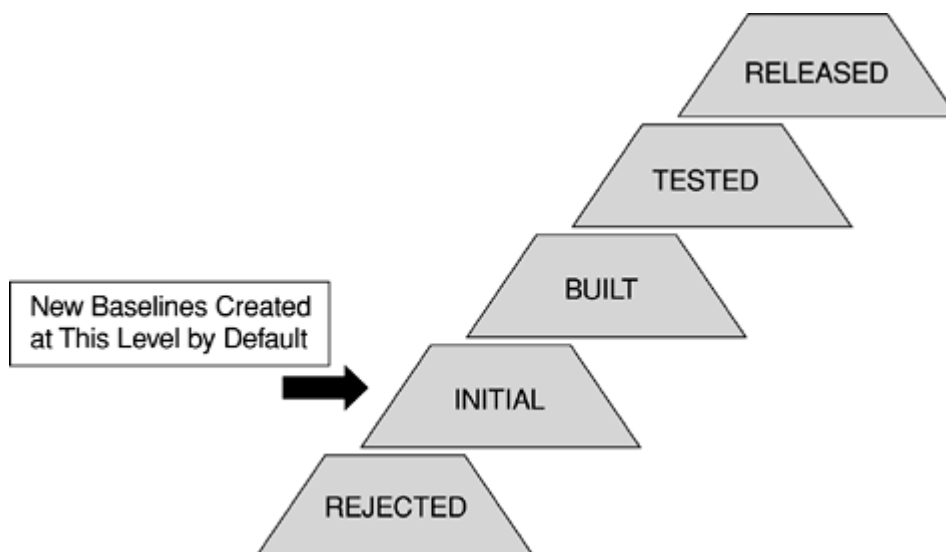 RELEASED
TESTED
BUILT
New Baselines Created
at This Level by Default
INITIAL
REJECTED